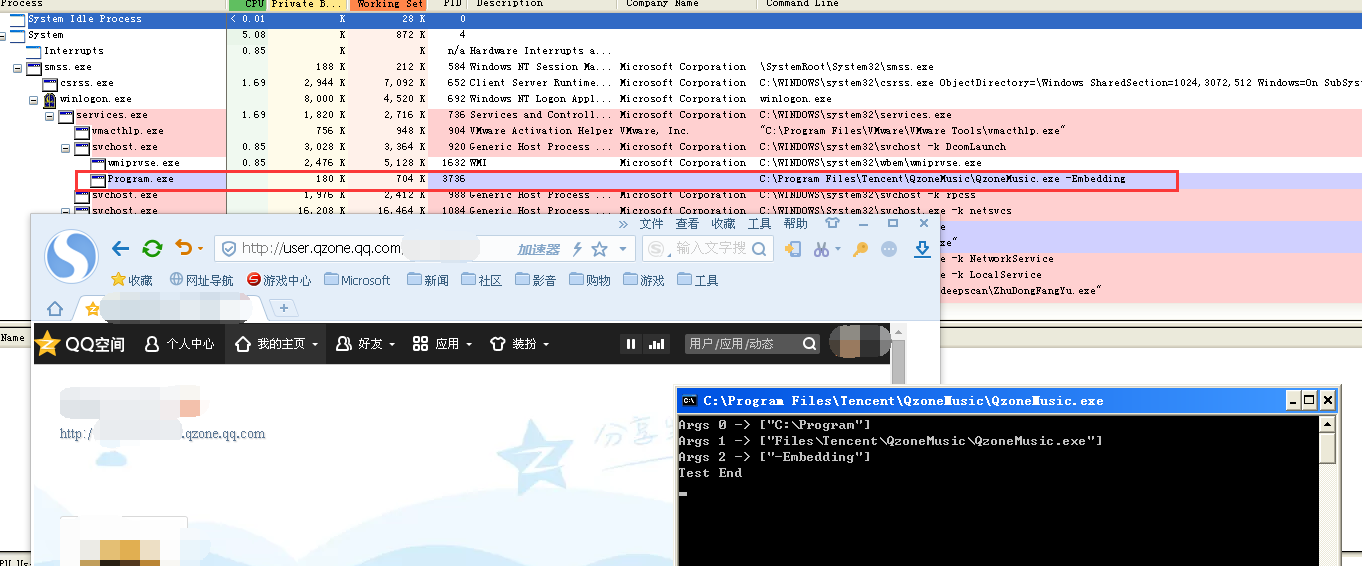 Process CPU Private B... Working Set PID Description Company Name Command Line
System Idle Process < 0.01 K 28 K 0
System 5.08 K 872 K 4
Interrupts 0.85 K K n/a Hardware Interrupts a...
smss.exe 188 K 212 K 584 Windows NT Session Ma... Microsoft Corporation \SystemRoot\System32\smss.exe
csrss.exe 1.69 2,944 K 7,092 K 652 Client Server Runtime... Microsoft Corporation C:\WINDOWS\system32\csrss.exe ObjectDirectory=\Windows SharedSection=1024,3072,512 Windows=On SubSy
winlogon.exe 8,000 K 4,520 K 692 Windows NT Logon Appl... Microsoft Corporation winlogon.exe
services.exe 1.69 1,820 K 2,716 K 736 Services and Controll... Microsoft Corporation C:\WINDOWS\system32\services.exe
vmacthlp.exe 756 K 948 K 904 VMware Activation Helper VMware, Inc. "C:\Program Files\VMware\VMware Tools\vmacthlp.exe"
svchost.exe 0.85 3,028 K 3,364 K 920 Generic Host Process ... Microsoft Corporation C:\WINDOWS\system32\svchost -k DcomLaunch
wmiprvse.exe 0.85 2,476 K 5,128 K 1632 WMI Microsoft Corporation C:\WINDOWS\system32\wbem\wmiprvse.exe
Program.exe 180 K 704 K 3736 C:\Program Files\Tencent\QzoneMusic\QzoneMusic.exe -Embedding
svchost.exe 1,976 K 2,412 K 988 Generic Host Process ... Microsoft Corporation C:\WINDOWS\system32\svchost -k rpcss
svchost.exe 16,208 K 16,464 K 1084 Generic Host Process ... Microsoft Corporation C:\WINDOWS\System32\svchost.exe -k netsvcs
» 文件 查看 收藏 工具 帮助
e
xe"
http://user.qzone.qq.com 加速器 输入文字搜
e -k NetworkService
e -k LocalService
收藏 网址导航 游戏中心 Microsoft 新闻 社区 影音 购物 游戏 工具
deepscan\ZhuDongFangYu.exe"
Name
QQ空间 个人中心 我的主页 好友 应用 装扮 用户/应用/动态
http:/ .qzone.qq.com
C:\Program Files\Tencent\QzoneMusic\QzoneMusic.exe
Args 0 -> ["C:\Program"]
Args 1 -> ["Files\Tencent\QzoneMusic\QzoneMusic.exe"]
Args 2 -> ["-Embedding"]
Test End